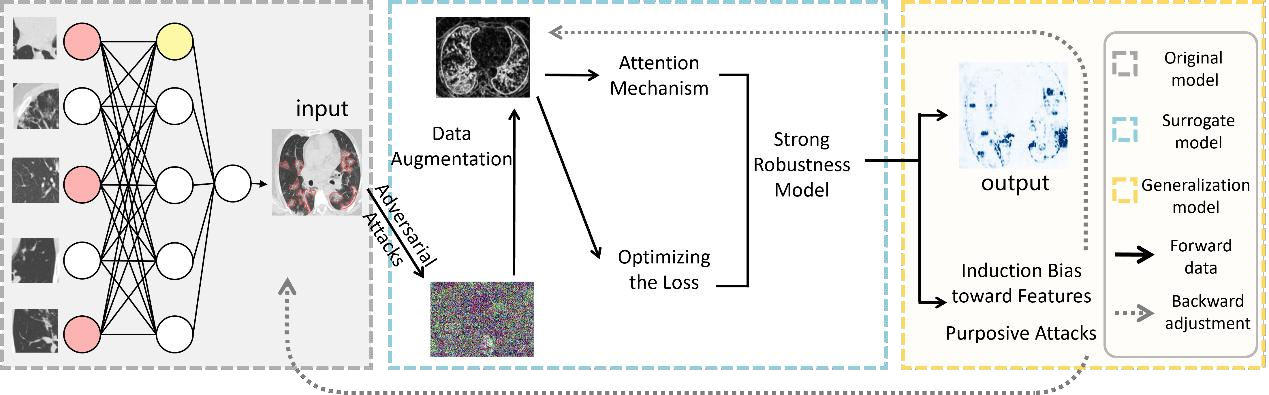 input
Adversarial
Attacks
Data
Augmentation
Attention
Mechanism
Optimizing
the Loss
Strong
Robustness
Model
output
Induction Bias
toward Features
Purposive Attacks
Original
model
Surrogate
model
Generalization
model
Forward
data
Backward
adjustment